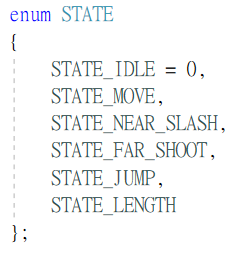 enum STATE
{
STATE_IDLE = 0,
STATE_MOVE,
STATE_NEAR_SLASH,
STATE_FAR_SHOOT,
STATE_JUMP,
STATE_LENGTH
};